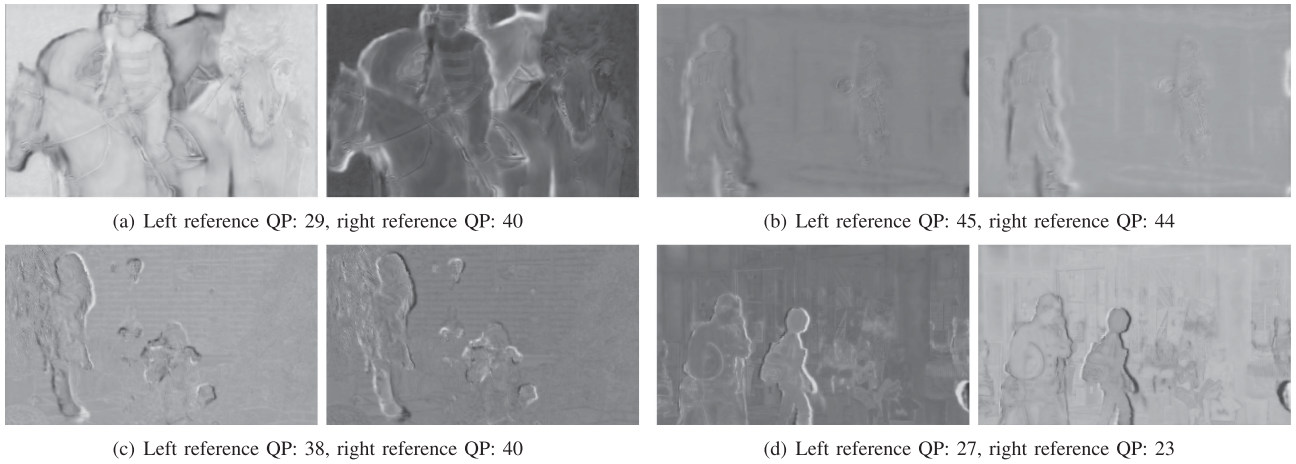 (a) Left reference QP: 29, right reference QP: 40
(b) Left reference QP: 45, right reference QP: 44
(c) Left reference QP: 38, right reference QP: 40
(d) Left reference QP: 27, right reference QP: 23